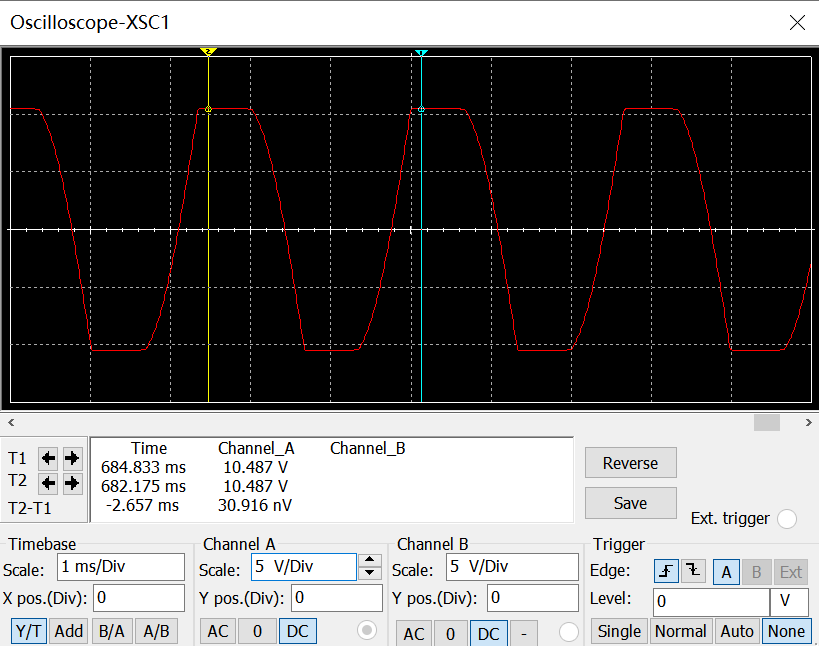 Oscilloscope-XSC1
2
1
T1
T2
T2-T1
Time Channel_A Channel_B
684.833 ms 10.487 V
682.175 ms 10.487 V
-2.657 ms 30.916 nV
Reverse
Save
Ext. trigger
Timebase
Scale: 1 ms/Div
X pos.(Div): 0
Y/T Add B/A A/B
Channel A
Scale: 5 V/Div
Y pos.(Div): 0
AC 0 DC
Channel B
Scale: 5 V/Div
Y pos.(Div): 0
AC 0 DC -
Trigger
Edge: A B Ext
Level: 0 V
Single Normal Auto None